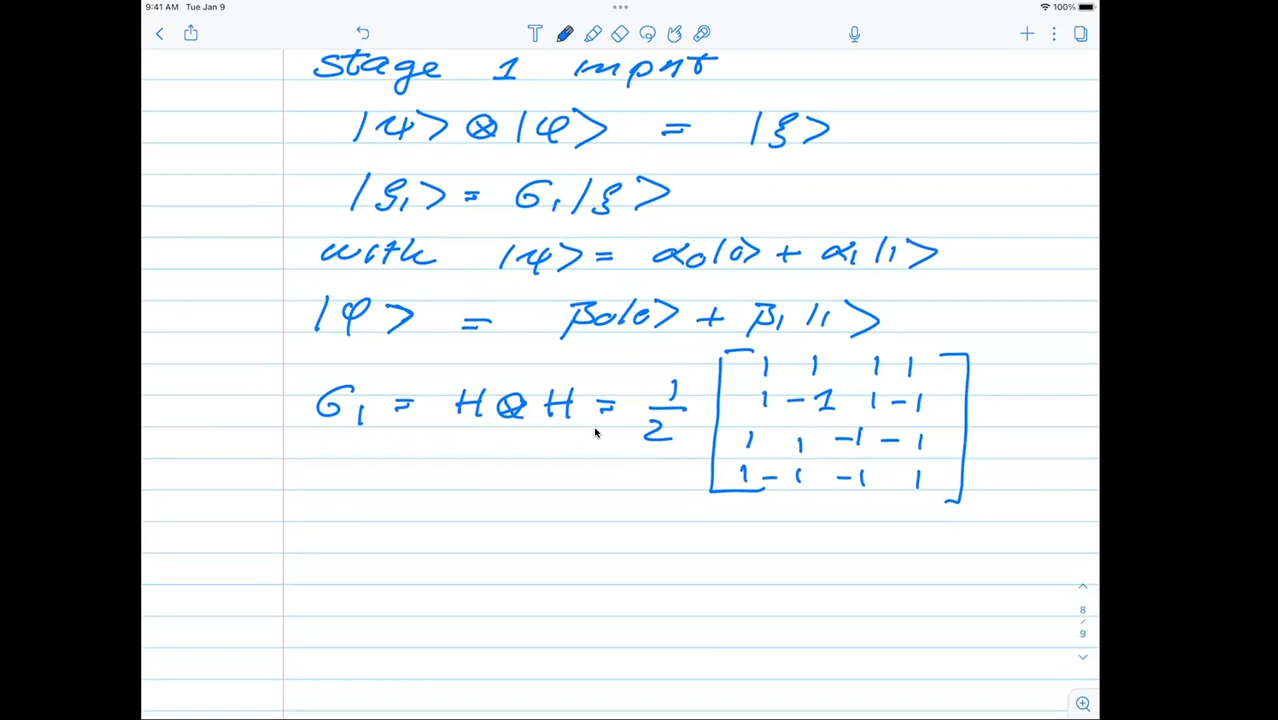 9:41 AM Tue Jan 9
100%
stage 1 input
|ψ> ⊗ |φ> = |ξ>
|ξ₁> = G₁|ξ>
with |ψ> = α₀|0> + α₁|1>
|φ> = β₀|0> + β₁|1>
G₁ = H ⊗ H = 1/2 [1 1 1 1
1 -1 1 -1
1 1 -1 -1
1 -1 -1 1]
8
/
9